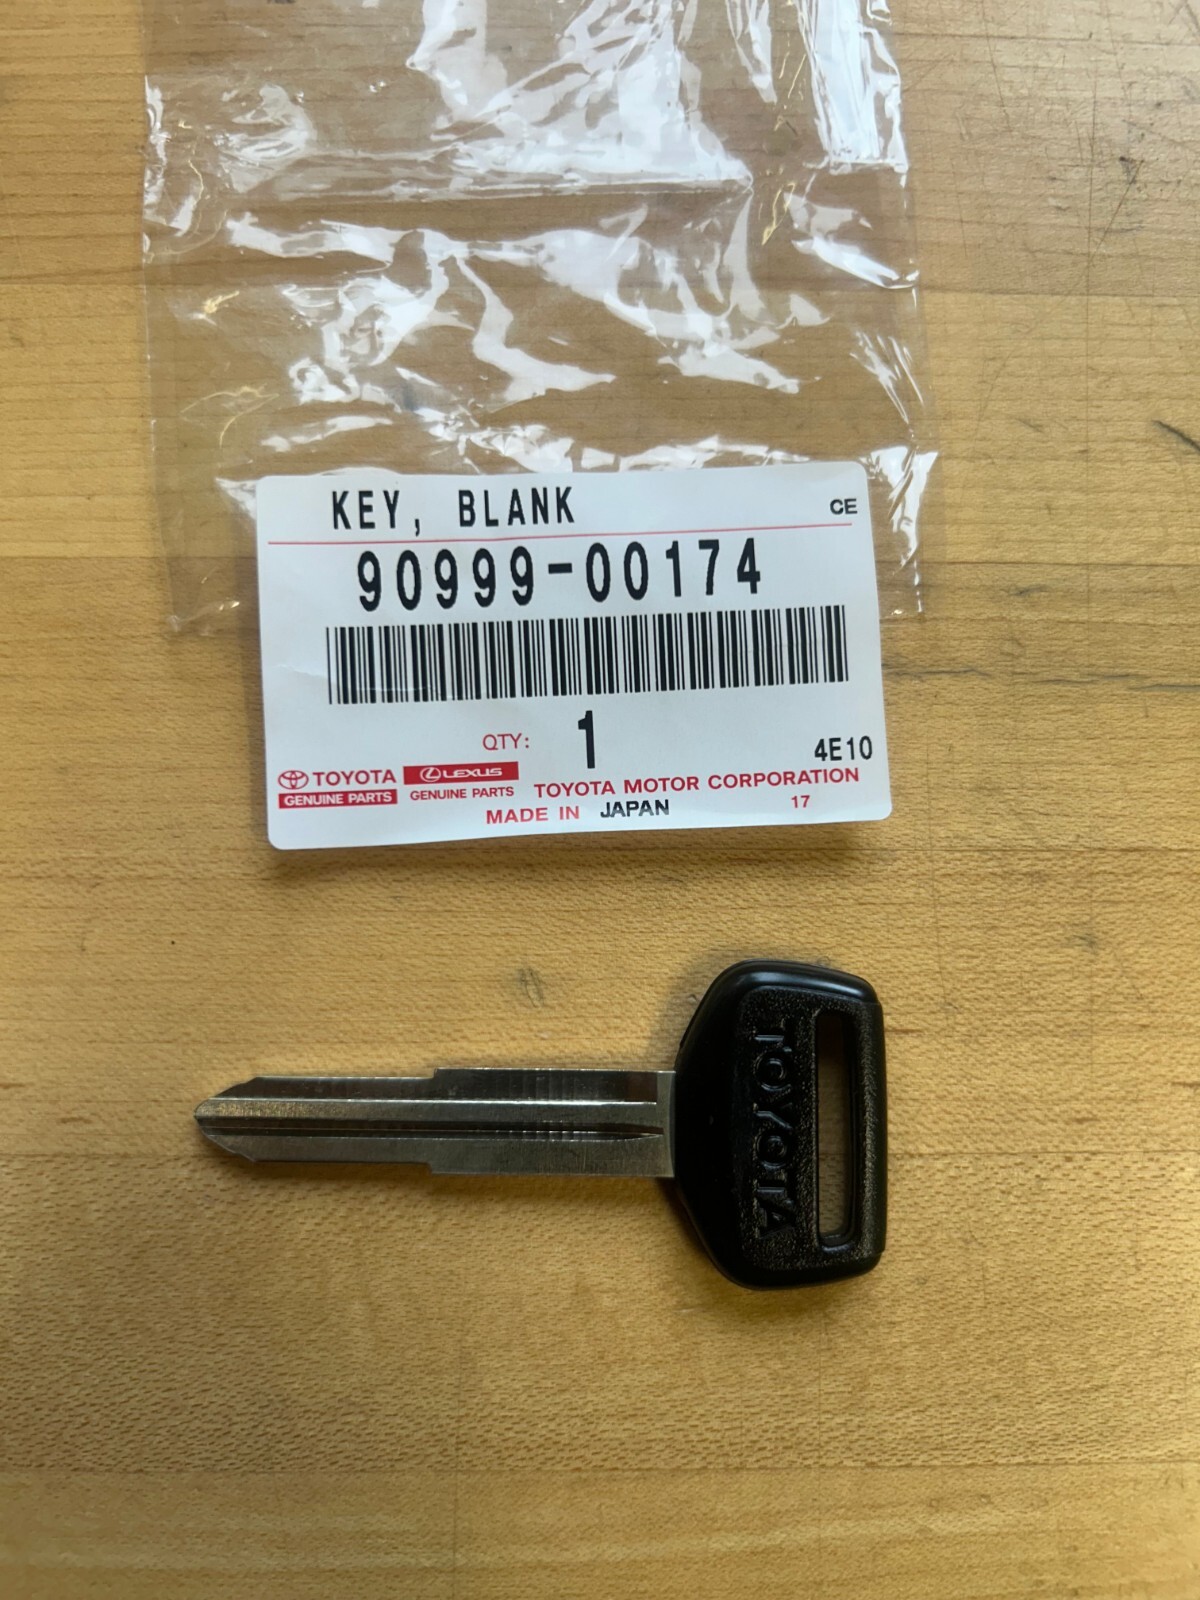 KEY, BLANK CE
90999-00174
QTY: 1 4E10
TOYOTA LEXUS
GENUINE PARTS GENUINE PARTS TOYOTA MOTOR CORPORATION
MADE IN JAPAN 17
TOYOTA